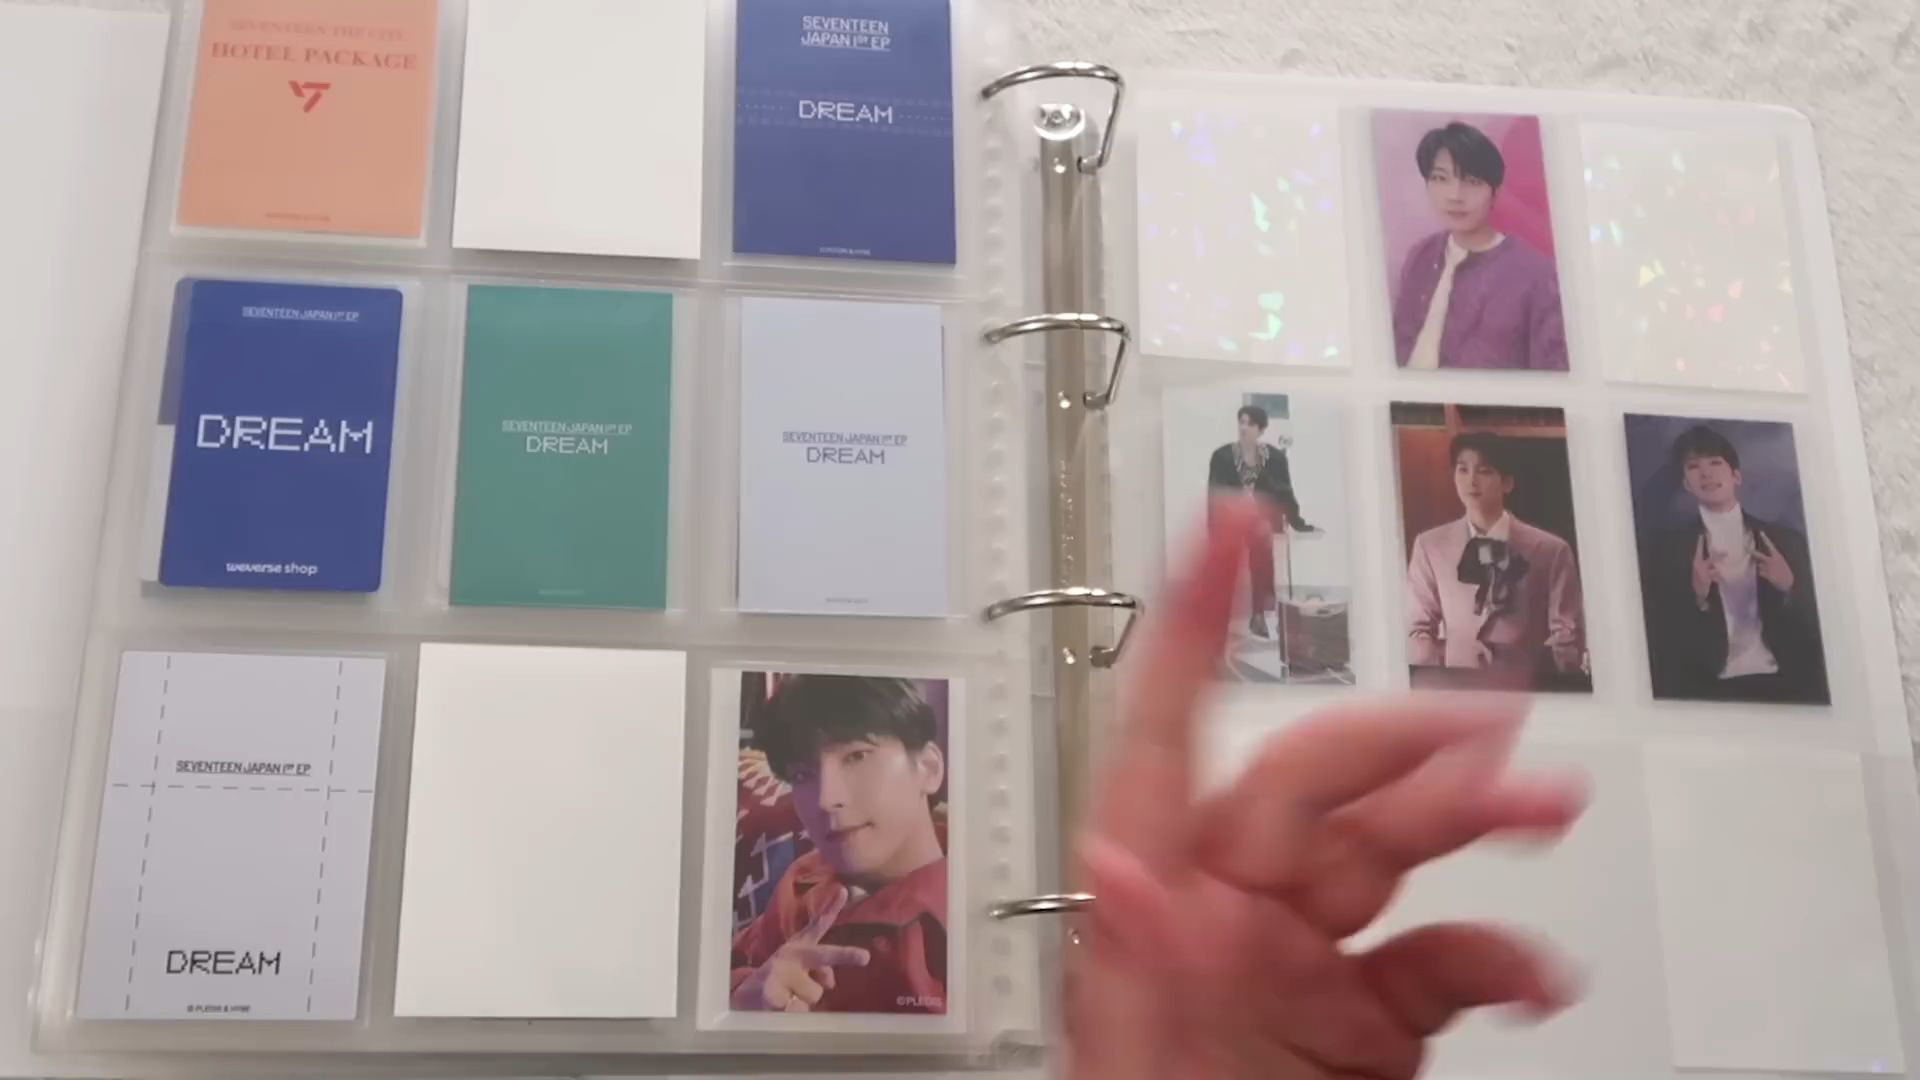 SEVENTEEN THE CITY
HOTEL PACKAGE
SEVENTEEN
JAPAN 1ST EP
DREAM
SEVENTEEN JAPAN 1ST EP
DREAM
weverse shop
SEVENTEEN JAPAN 1ST EP
DREAM
SEVENTEEN JAPAN 1ST EP
DREAM
SEVENTEEN JAPAN 1ST EP
DREAM
© PLEDIS & HYBE
© PLEDIS